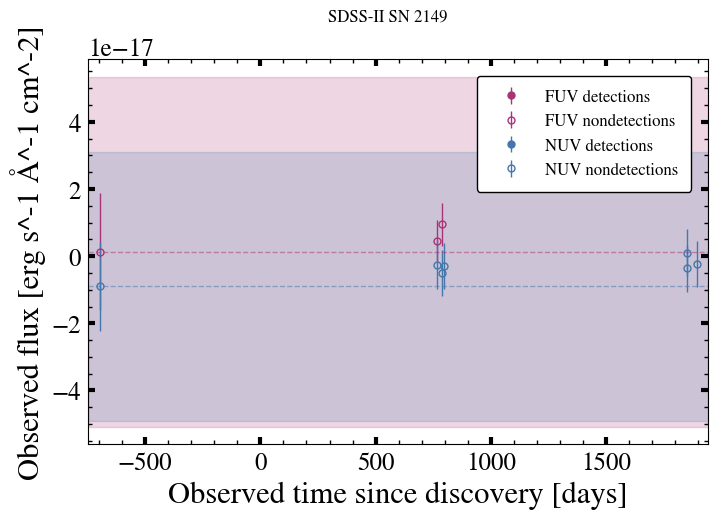 SDSS-II SN 2149
1e−17
Observed flux [erg s^-1 Å^-1 cm^-2]
4
2
0
−2
−4
FUV detections
FUV nondetections
NUV detections
NUV nondetections
−500
0
500
1000
1500
Observed time since discovery [days]